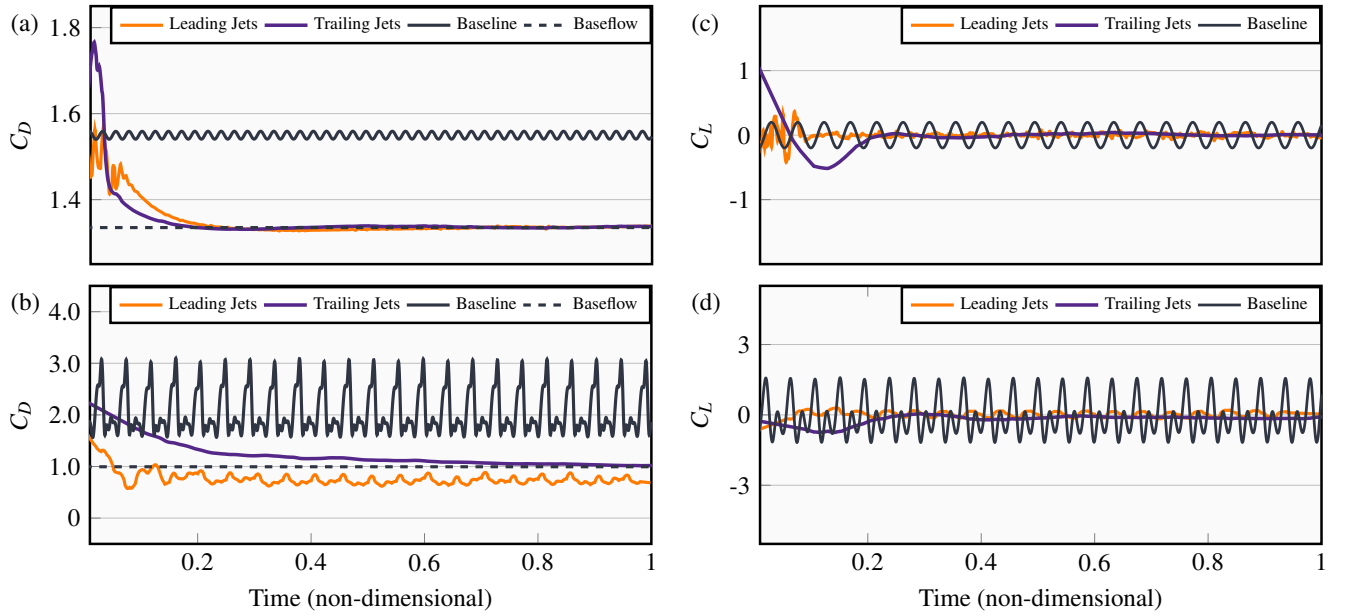 (a)
Leading Jets Trailing Jets Baseline Baseflow
1.8
1.6
1.4
C_D
(c)
Leading Jets Trailing Jets Baseline
1
0
-1
C_L
(b)
Leading Jets Trailing Jets Baseline Baseflow
4.0
3.0
2.0
1.0
0
C_D
0.2 0.4 0.6 0.8 1
Time (non-dimensional)
(d)
Leading Jets Trailing Jets Baseline
3
0
-3
C_L
0.2 0.4 0.6 0.8 1
Time (non-dimensional)